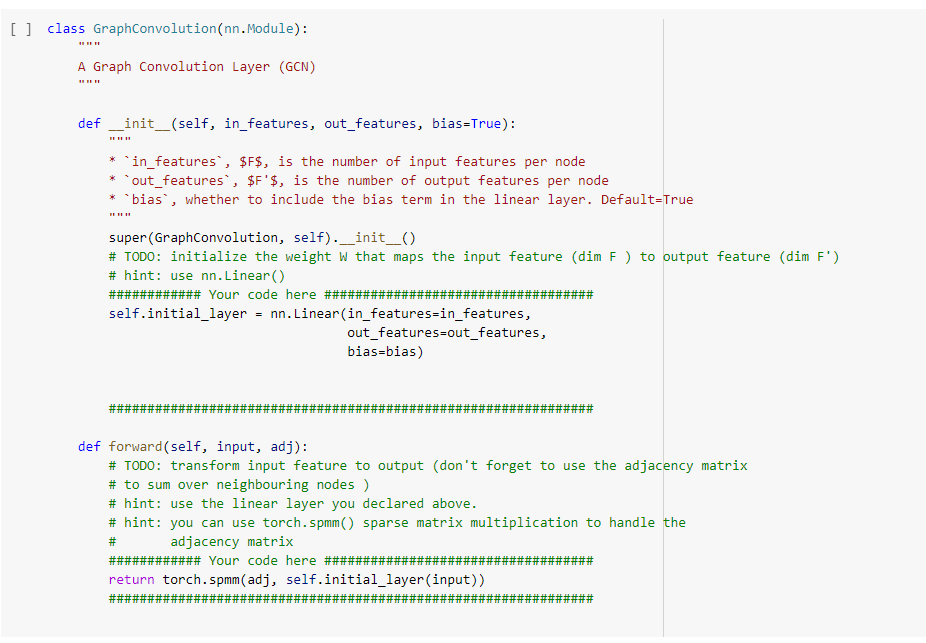 [ ] class GraphConvolution(nn.Module):
"""
A Graph Convolution Layer (GCN)
"""
def __init__(self, in_features, out_features, bias=True):
"""
* `in_features`, $F$, is the number of input features per node
* `out_features`, $F'$, is the number of output features per node
* `bias`, whether to include the bias term in the linear layer. Default=True
"""
super(GraphConvolution, self).__init__()
# TODO: initialize the weight W that maps the input feature (dim F ) to output feature (dim F')
# hint: use nn.Linear()
############ Your code here ###################################
self.initial_layer = nn.Linear(in_features=in_features,
out_features=out_features,
bias=bias)
###############################################################
def forward(self, input, adj):
# TODO: transform input feature to output (don't forget to use the adjacency matrix
# to sum over neighbouring nodes )
# hint: use the linear layer you declared above.
# hint: you can use torch.spmm() sparse matrix multiplication to handle the
#       adjacency matrix
############ Your code here ###################################
return torch.spmm(adj, self.initial_layer(input))
###############################################################